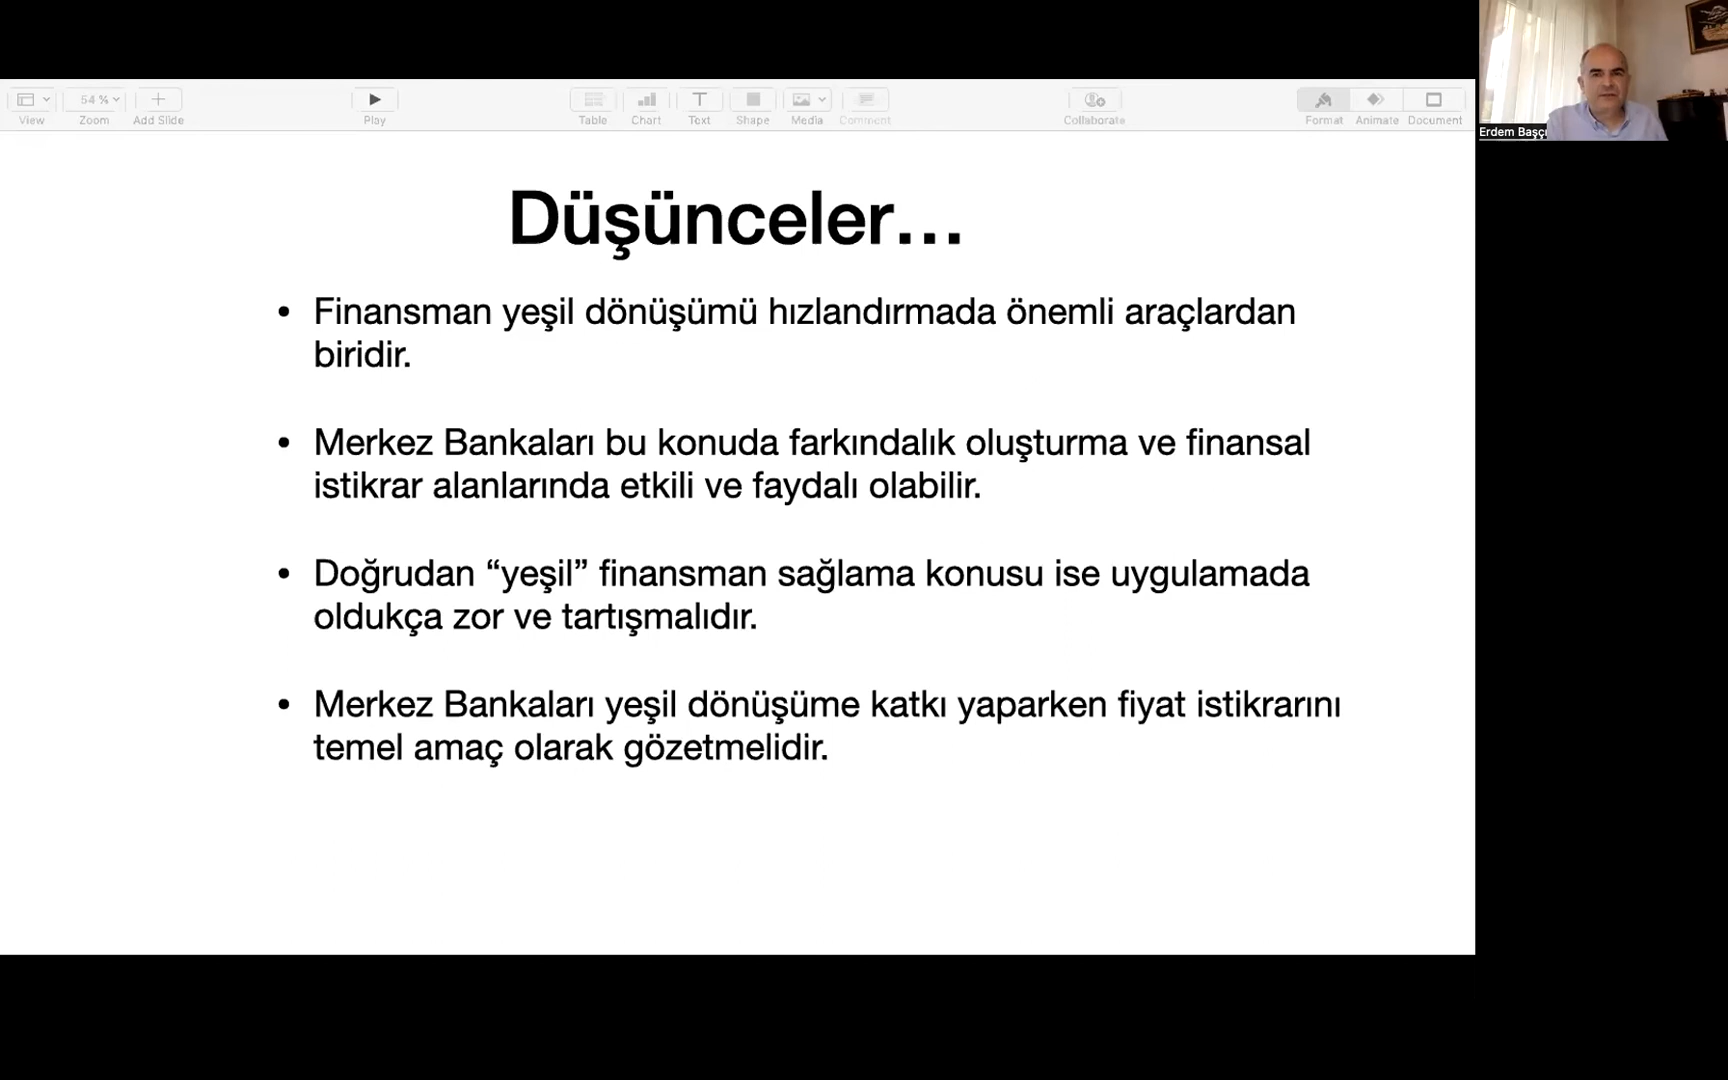 View
54 %
Zoom
Add Slide
Play
Table
Chart
Text
Shape
Media
Comment
Collaborate
Format
Animate
Document
Erdem Başçı
Düşünceler...
• Finansman yeşil dönüşümü hızlandırmada önemli araçlardan
biridir.
• Merkez Bankaları bu konuda farkındalık oluşturma ve finansal
istikrar alanlarında etkili ve faydalı olabilir.
• Doğrudan “yeşil” finansman sağlama konusu ise uygulamada
oldukça zor ve tartışmalıdır.
• Merkez Bankaları yeşil dönüşüme katkı yaparken fiyat istikrarını
temel amaç olarak gözetmelidir.